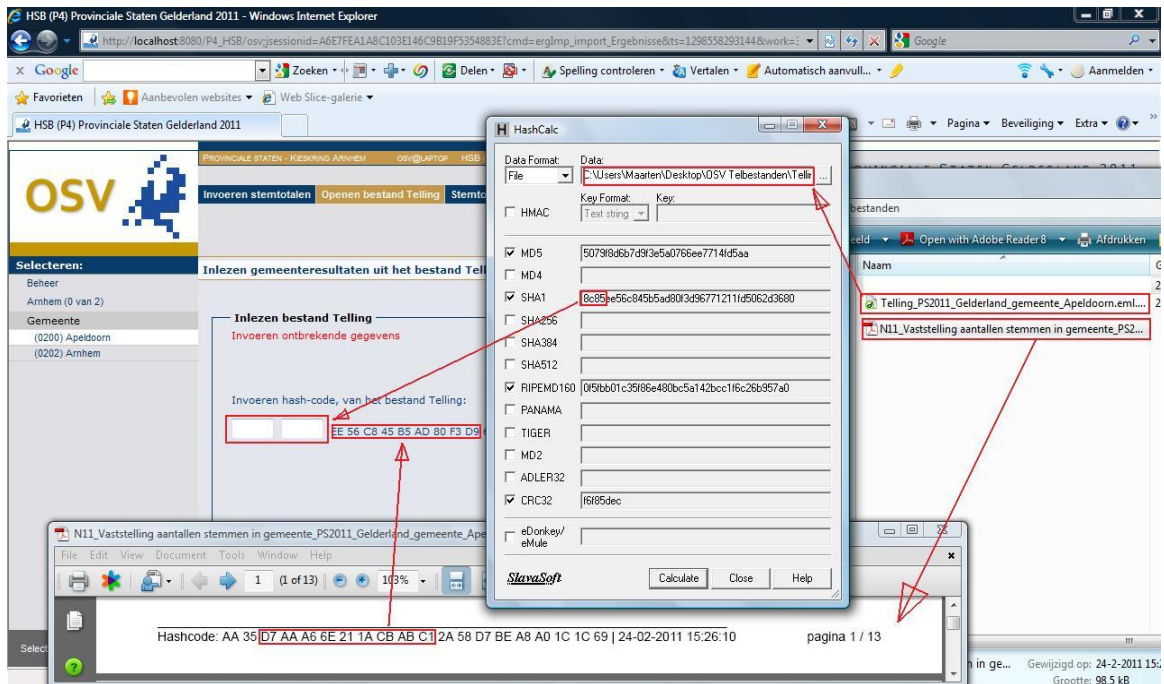 HSB (P4) Provinciale Staten Gelderland 2011 - Windows Internet Explorer
http://localhost:8080/P4_HSB/osv;jsessionid=A6E7FEA1A8C103E146C9B19F5354883E?cmd=ergImp_import_Ergebnisse&ts=1298558293144&work=
Google
x Google
Zoeken
Delen
Spelling controleren
Vertalen
Automatisch aanvull...
Aanmelden
Favorieten
Aanbevolen websites
Web Slice-galerie
HSB (P4) Provinciale Staten Gelderland 2011
Pagina
Beveiliging
Extra
PROVINCIALE STATEN - KIESKRING ARNHEM OSV@LAPTOP HSB
OSV
Invoeren stemtotalen
Openen bestand Telling
Selecteren:
Beheer
Arnhem (0 van 2)
Gemeente
(0200) Apeldoorn
(0202) Arnhem
Inlezen gemeenteresultaten uit het bestand
Inlezen bestand Telling
Invoeren ontbrekende gegevens
Invoeren hash-code, van het bestand Telling:
EE 56 C8 45 B5 AD 80 F3 D9
HashCalc
Data Format:
Data:
File
C:\Users\Maarten\Desktop\OSV Telbestanden\Tellin
...
Key Format:
Key:
HMAC
Text string
MD5
5079f8d6b7d9f3e5a0766ee7714fd5aa
MD4
SHA1
8c85ee56c845b5ad80f3d96771211fd5062d3680
SHA256
SHA384
SHA512
RIPEMD160
0f5fbb01c35f86e480bc5a142bcc1f6c26b957a0
PANAMA
TIGER
MD2
ADLER32
CRC32
f6f85dec
eDonkey/
eMule
SlavaSoft
Calculate
Close
Help
bestanden
Open with Adobe Reader 8
Afdrukken
Naam
Telling_PS2011_Gelderland_gemeente_Apeldoorn.eml....
N11_Vaststelling aantallen stemmen in gemeente_PS2...
N11_Vaststelling aantallen stemmen in gemeente_PS2011_Gelderland_gemeente_Ape
File Edit View Document Tools Window Help
1 (1 of 13) 103%
Hashcode: AA 35 D7 AA A6 6E 21 1A CB AB C1 2A 58 D7 BE A8 A0 1C 1C 69 | 24-02-2011 15:26:10 pagina 1 / 13
in ge... Gewijzigd op: 24-2-2011 15:2
Grootte: 98,5 kB